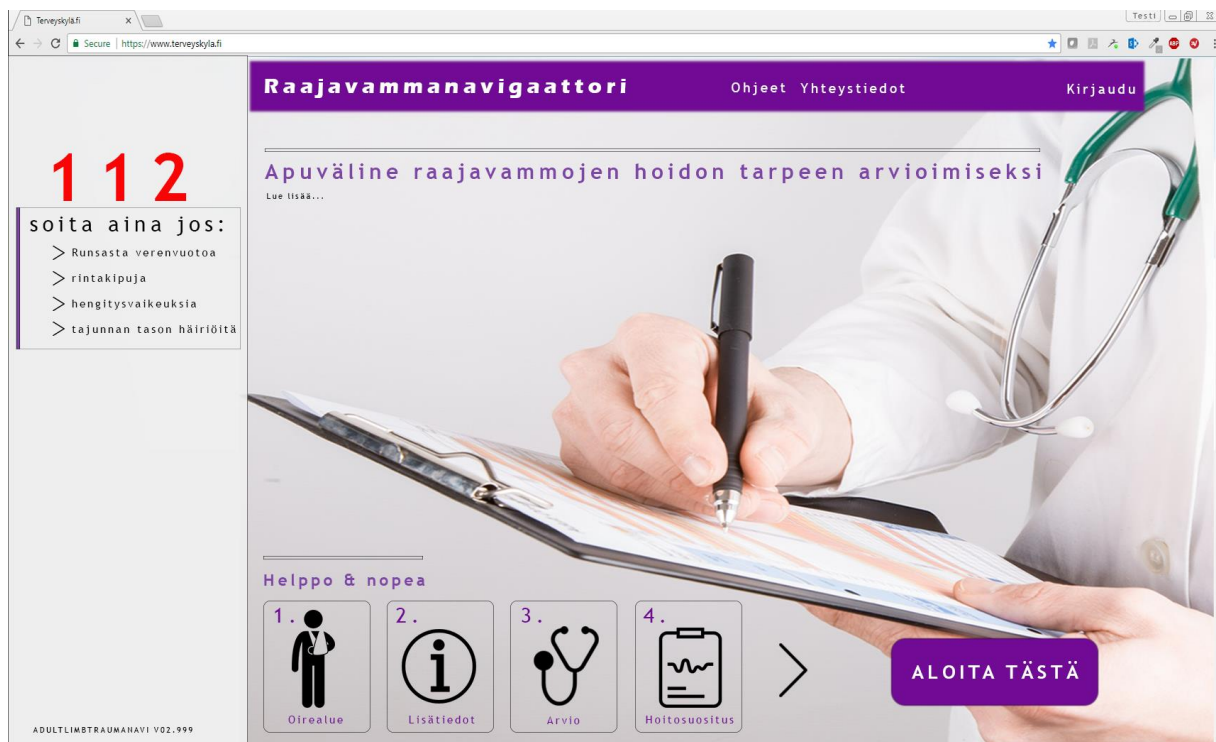 Terveyskylä.fi
Testi
Secure | https://www.terveyskyla.fi
ABP
Raajavammanavigaattori
Ohjeet Yhteystiedot
Kirjaudu
112
soita aina jos:
Runsasta verenvuotoa
rintakipuja
hengitysvaikeuksia
tajunnan tason häiriöitä
Apuväline raajavammojen hoidon tarpeen arvioimiseksi
Lue lisää...
Helppo & nopea
1.
Oirealue
2.
Lisätiedot
3.
Arvio
4.
Hoitosuositus
ALOITA TÄSTÄ
ADULTLIMBTRAUMANAVI V02.999